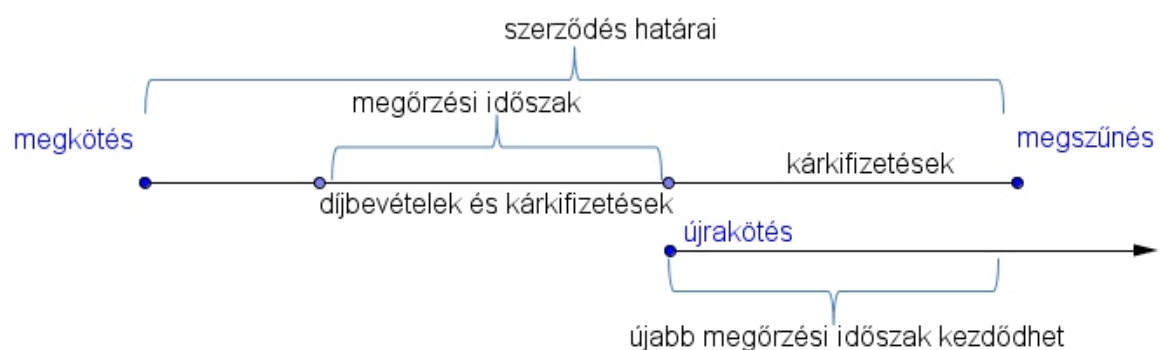 szerződés határai
megőrzési időszak
megkötés
megszűnés
kárkifizetések
díjbevételek és kárkifizetések
újrakötés
újabb megőrzési időszak kezdődhet